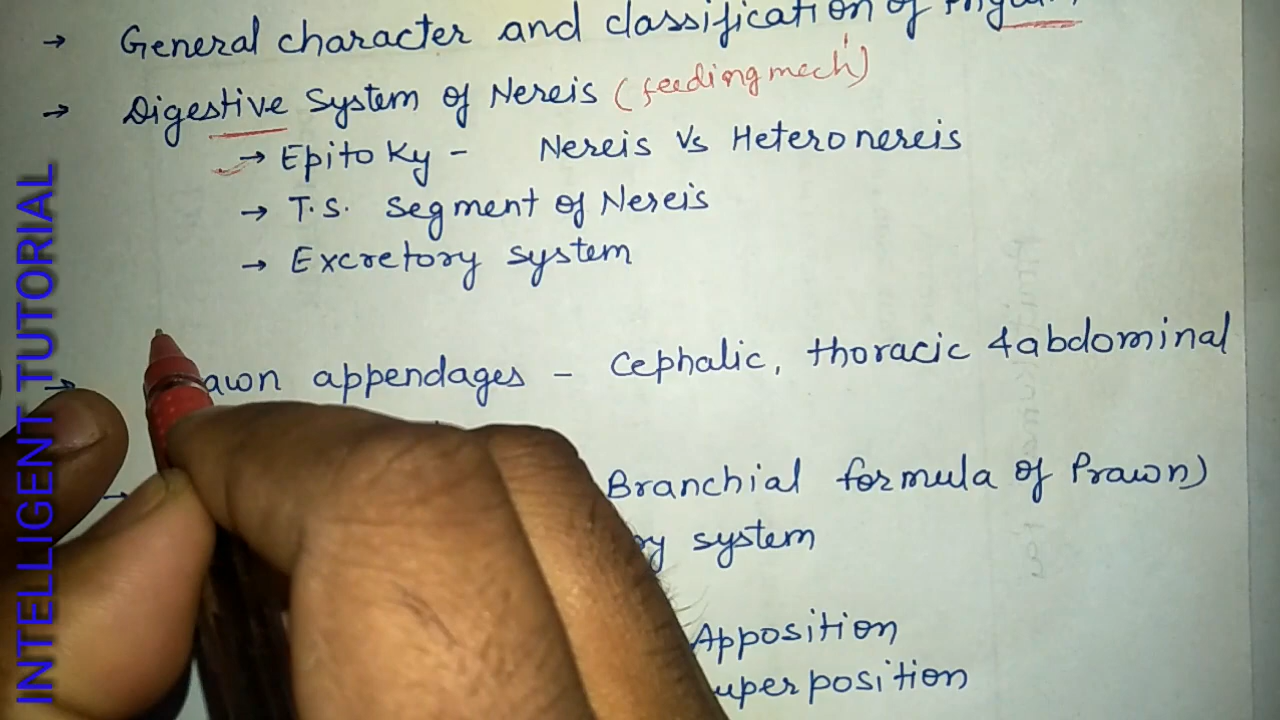 → General character and classification of
→ Digestive System of Nereis (feeding mech')
→ Epitoky - Nereis Vs Heteronereis
→ T.S. Segment of Nereis
→ Excretory system
→ awn appendages - Cephalic, thoracic & abdominal
→ Branchial formula of Prawn)
system
Apposition
uperposition
INTELLIGENT TUTORIAL